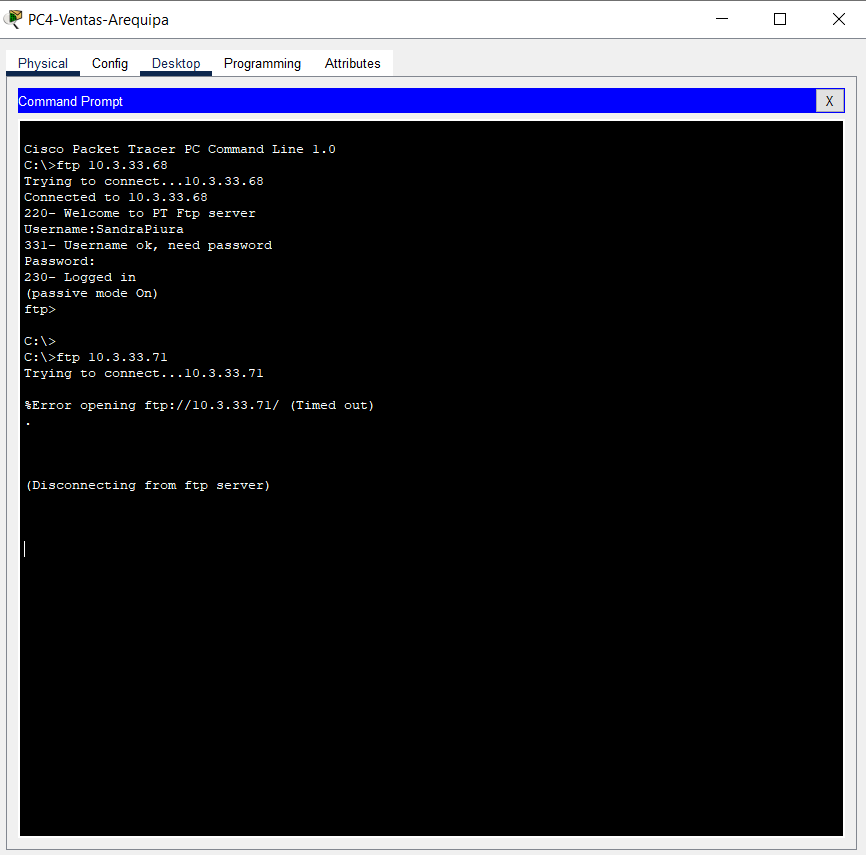 PC4-Ventas-Arequipa
Physical Config Desktop Programming Attributes
Command Prompt X
Cisco Packet Tracer PC Command Line 1.0
C:\>ftp 10.3.33.68
Trying to connect...10.3.33.68
Connected to 10.3.33.68
220- Welcome to PT Ftp server
Username:SandraPiura
331- Username ok, need password
Password:
230- Logged in
(passive mode On)
ftp>
C:\>
C:\>ftp 10.3.33.71
Trying to connect...10.3.33.71
%Error opening ftp://10.3.33.71/ (Timed out)
.
(Disconnecting from ftp server)